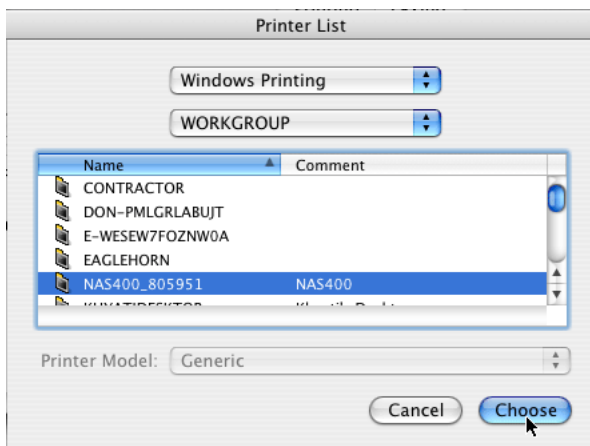 Printer List
Windows Printing
WORKGROUP
Name Comment
CONTRACTOR
DON-PMLGRLABUJT
E-WESEW7FOZNW0A
EAGLEHORN
NAS400_805951 NAS400
Printer Model: Generic
Cancel Choose